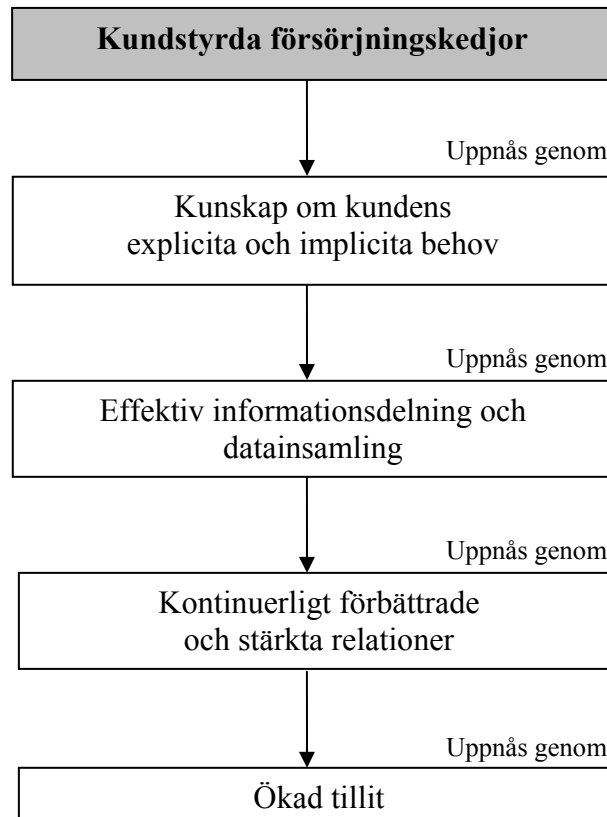 Kundstyrda försörjningskedjor
Uppnås genom
Kunskap om kundens
explicita och implicita behov
Uppnås genom
Effektiv informationsdelning och
datainsamling
Uppnås genom
Kontinuerligt förbättrade
och stärkta relationer
Uppnås genom
Ökad tillit